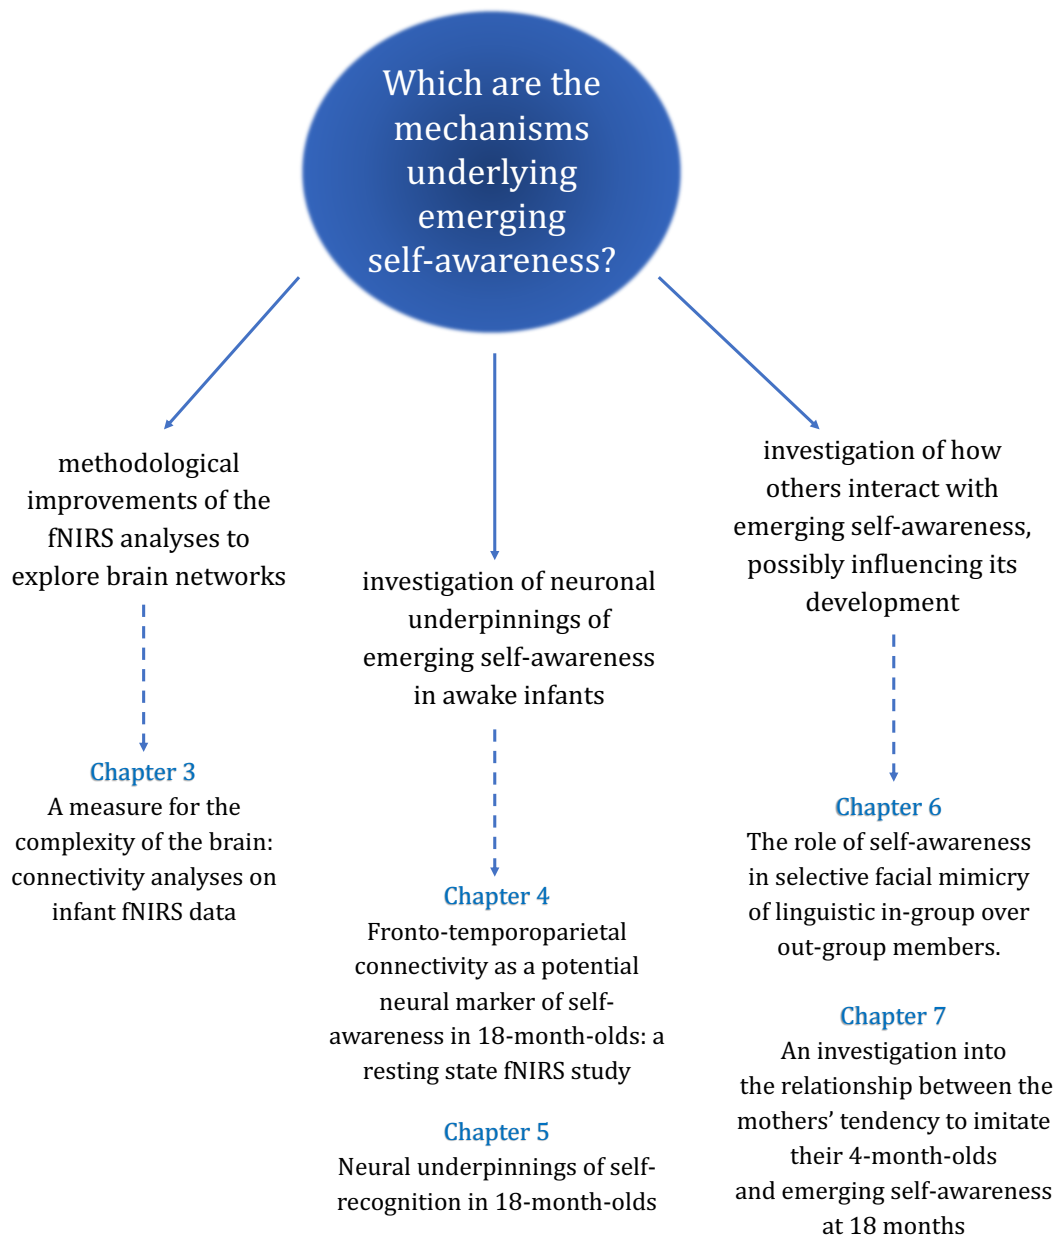 Which are the
mechanisms
underlying
emerging
self-awareness?
methodological
improvements of the
fNIRS analyses to
explore brain networks
Chapter 3
A measure for the
complexity of the brain:
connectivity analyses on
infant fNIRS data
investigation of neuronal
underpinnings of
emerging self-awareness
in awake infants
Chapter 4
Fronto-temporoparietal
connectivity as a potential
neural marker of self-
awareness in 18-month-olds: a
resting state fNIRS study
Chapter 5
Neural underpinnings of self-
recognition in 18-month-olds
investigation of how
others interact with
emerging self-awareness,
possibly influencing its
development
Chapter 6
The role of self-awareness
in selective facial mimicry
of linguistic in-group over
out-group members.
Chapter 7
An investigation into
the relationship between the
mothers’ tendency to imitate
their 4-month-olds
and emerging self-awareness
at 18 months